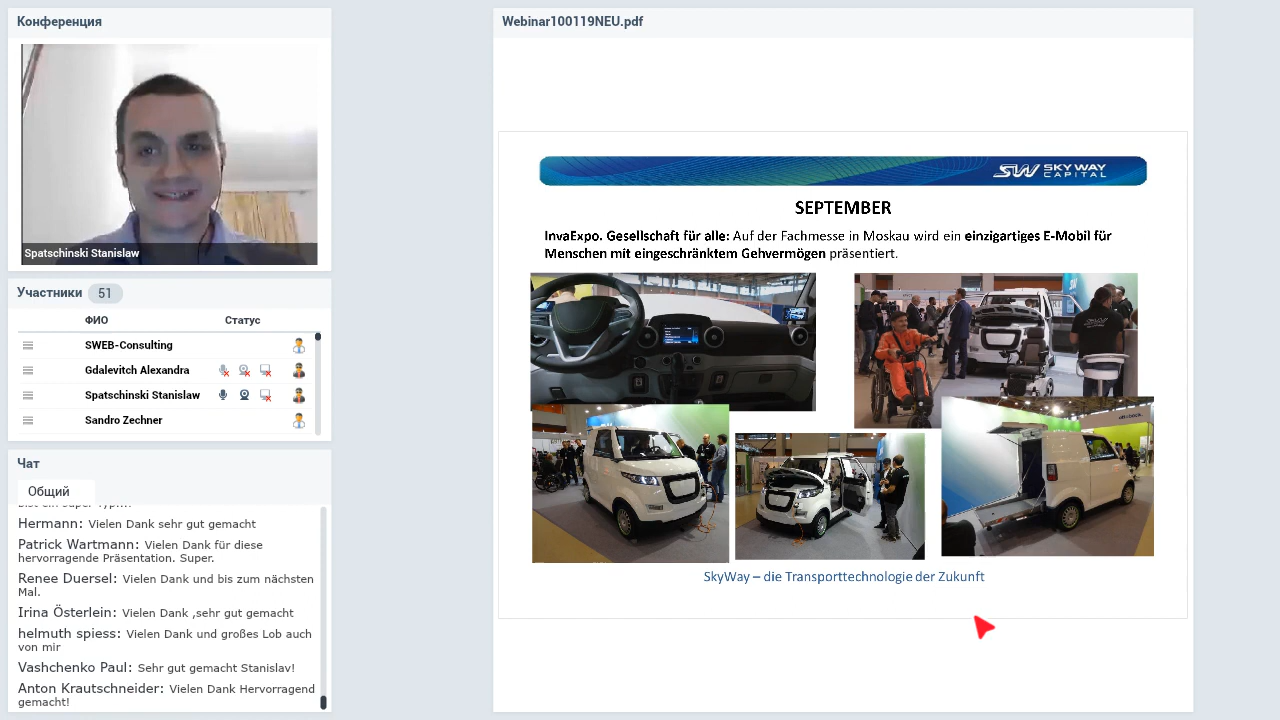 Конференция
Spatschinski Stanislaw
Участники 51
ФИО Статус
SWEB-Consulting
Gdalevitch Alexandra
Spatschinski Stanislaw
Sandro Zechner
Чат
Общий
Hermann: Vielen Dank sehr gut gemacht
Patrick Wartmann: Vielen Dank für diese
hervorragende Präsentation. Super.
Renee Duersel: Vielen Dank und bis zum nächsten
Mal.
Irina Österlein: Vielen Dank ,sehr gut gemacht
helmuth spiess: Vielen Dank und großes Lob auch
von mir
Vashchenko Paul: Sehr gut gemacht Stanislav!
Anton Krautschneider: Vielen Dank Hervorragend
gemacht!
Webinar100119NEU.pdf
SW SKY WAY
CAPITAL
SEPTEMBER
InvaExpo. Gesellschaft für alle: Auf der Fachmesse in Moskau wird ein einzigartiges E-Mobil für
Menschen mit eingeschränktem Gehvermögen präsentiert.
SkyWay – die Transporttechnologie der Zukunft